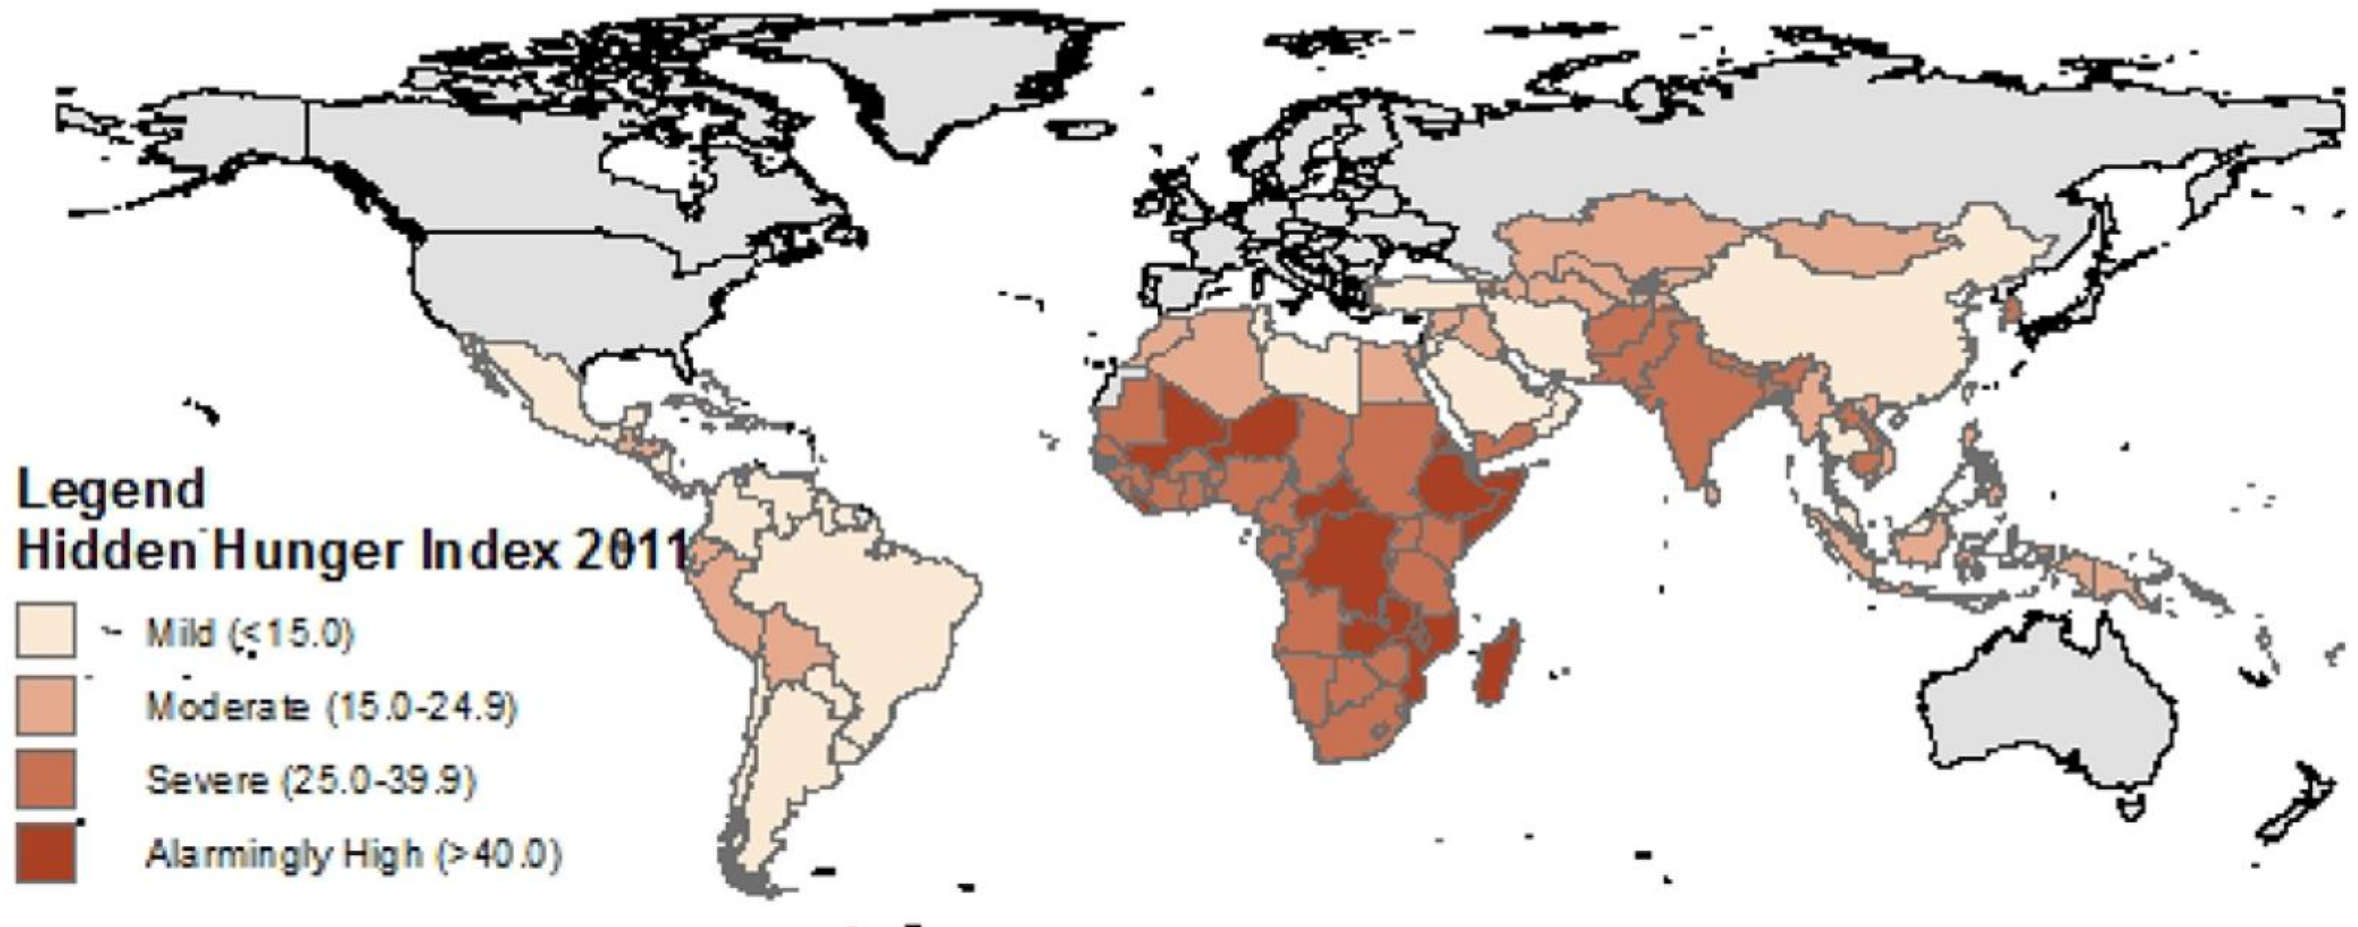 Legend
Hidden Hunger Index 2011
Mild (≤15.0)
Moderate (15.0-24.9)
Severe (25.0-39.9)
Alarmingly High (>40.0)